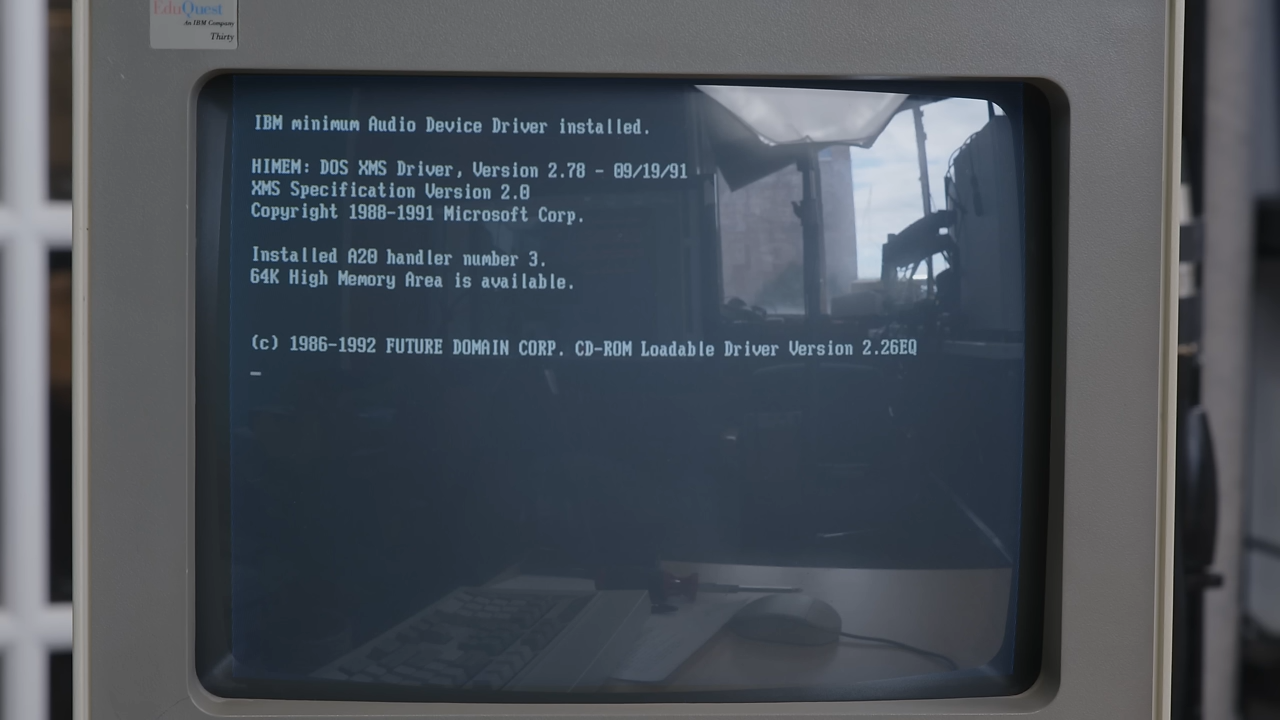 EduQuest
An IBM Company
Thirty
IBM minimum Audio Device Driver installed.
HIMEM: DOS XMS Driver, Version 2.78 - 09/19/91
XMS Specification Version 2.0
Copyright 1988-1991 Microsoft Corp.
Installed A20 handler number 3.
64K High Memory Area is available.
(c) 1986-1992 FUTURE DOMAIN CORP. CD-ROM Loadable Driver Version 2.26EQ
_